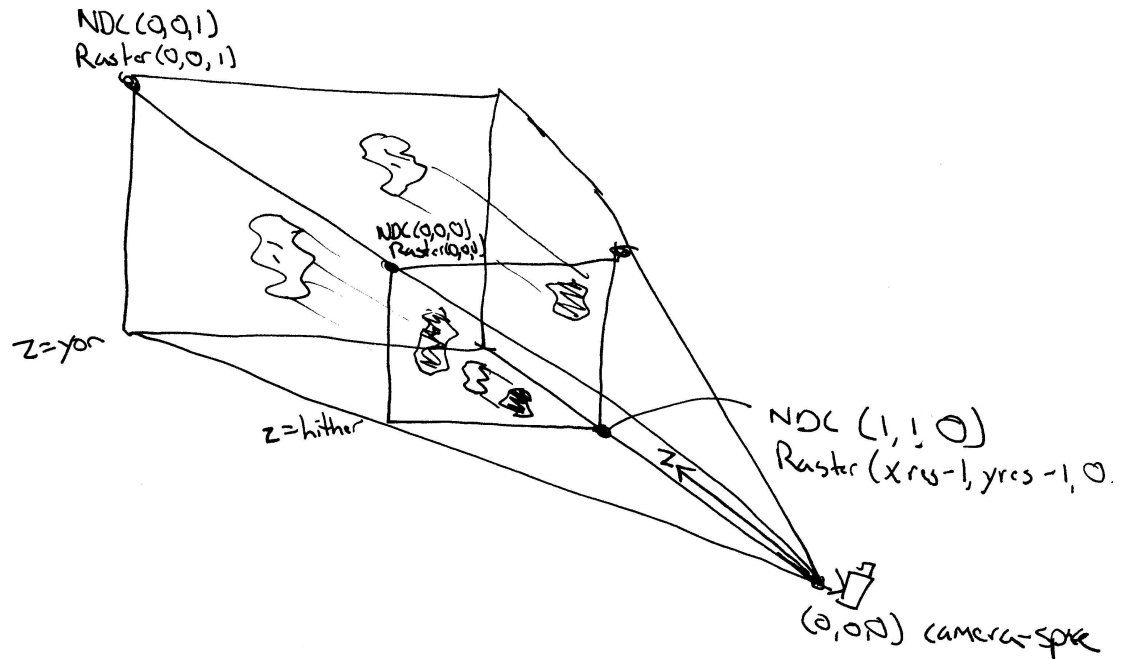 NDC(0,0,1)
Raster(0,0,1)
NDC(0,0,0)
Raster(0,0,0)
z=yon
z=hither
NDC (1,1,0)
Raster(xres-1, yres-1, 0.
z
(0,0,0) camera-space